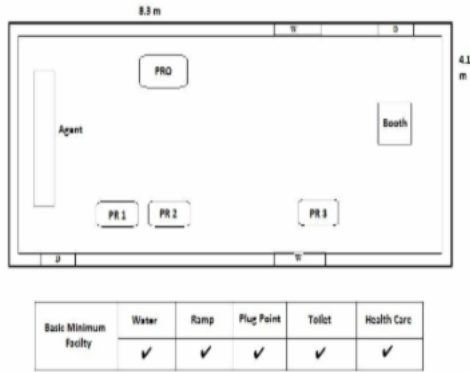 8.3 m
W D
4.1
m
PRO
Booth
Agent
PR 1 PR 2 PR 3
D W
Basic Minimum Water Ramp Plug Point Toilet Health Care
Facilty ✓ ✓ ✓ ✓ ✓